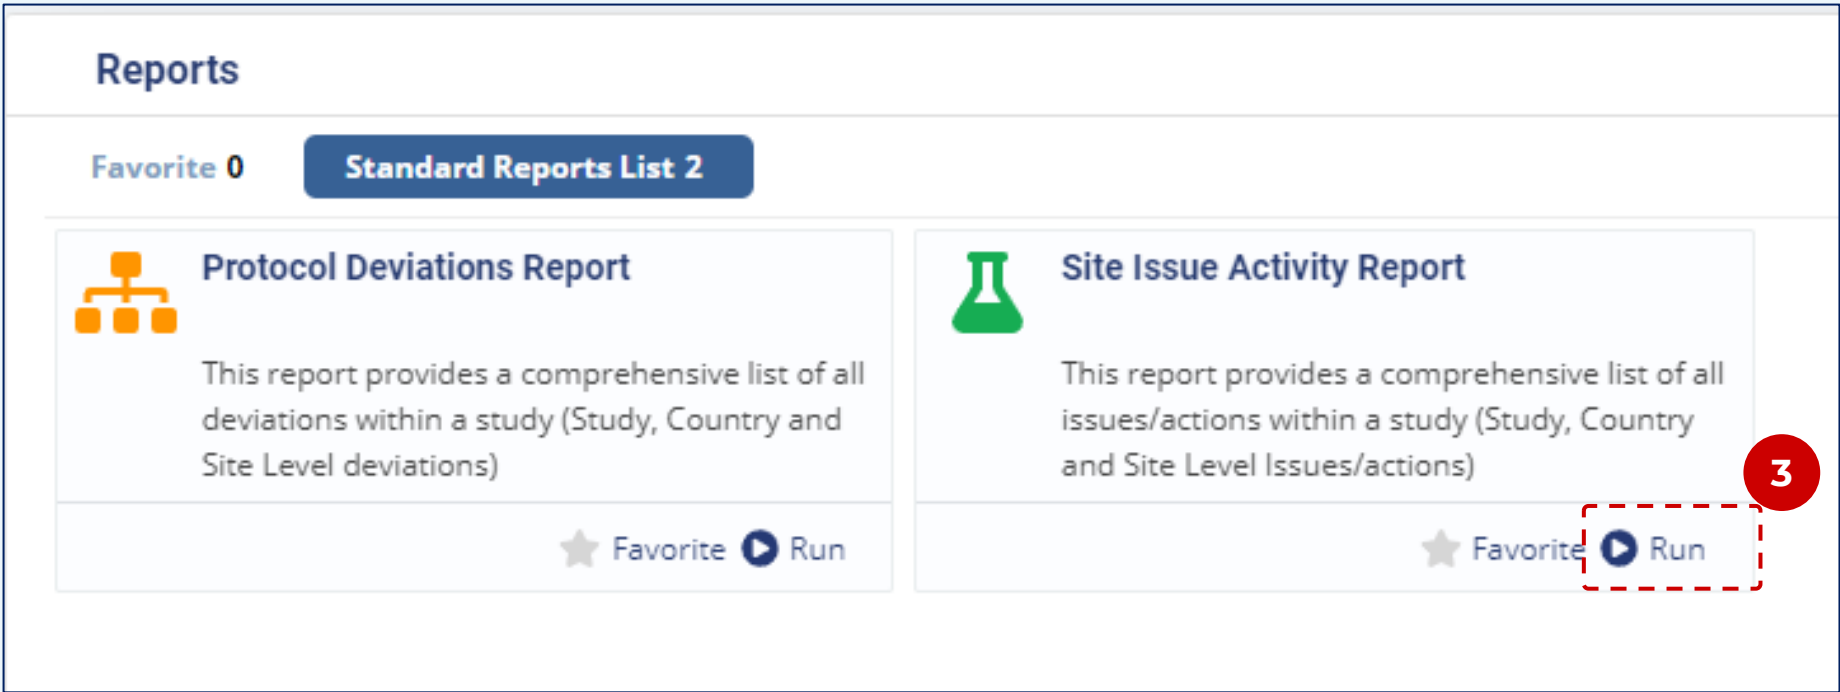 Reports
Favorite 0
Standard Reports List 2
Protocol Deviations Report
This report provides a comprehensive list of all
deviations within a study (Study, Country and
Site Level deviations)
Favorite Run
Site Issue Activity Report
This report provides a comprehensive list of all
issues/actions within a study (Study, Country
and Site Level Issues/actions)
3
Favorite Run